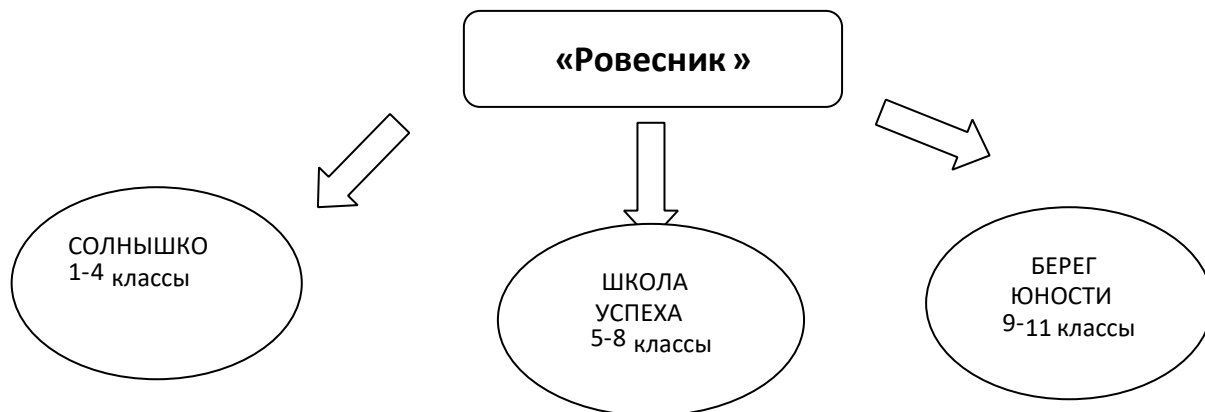 «Ровесник »
СОЛНЫШКО
1-4 классы
ШКОЛА
УСПЕХА
5-8 классы
БЕРЕГ
ЮНОСТИ
9-11 классы